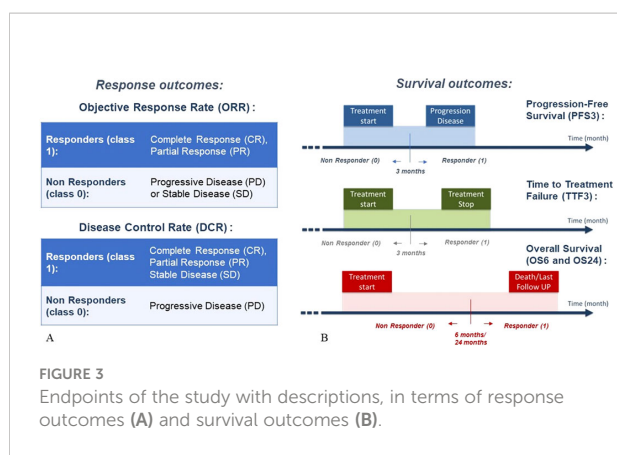 Response outcomes:
Objective Response Rate (ORR) :
Responders (class 1):
Complete Response (CR),
Partial Response (PR)
Non Responders (class 0):
Progressive Disease (PD)
or Stable Disease (SD)
Disease Control Rate (DCR) :
Responders (class 1):
Complete Response (CR),
Partial Response (PR)
Stable Disease (SD)
Non Responders (class 0):
Progressive Disease (PD)
A
Survival outcomes:
Progression-Free
Survival (PFS3) :
Treatment
start
Progression
Disease
Time (month)
Non Responder (0)
3 months
Responder (1)
Time to Treatment
Failure (TTF3) :
Treatment
start
Treatment
Stop
Time (month)
Non Responder (0)
3 months
Responder (1)
Overall Survival
(OS6 and OS24) :
Treatment
start
Death/Last
Follow UP
Time (month)
Non Responder (0)
6 months/
24 months
Responder (1)
B
FIGURE 3
Endpoints of the study with descriptions, in terms of response
outcomes (A) and survival outcomes (B).